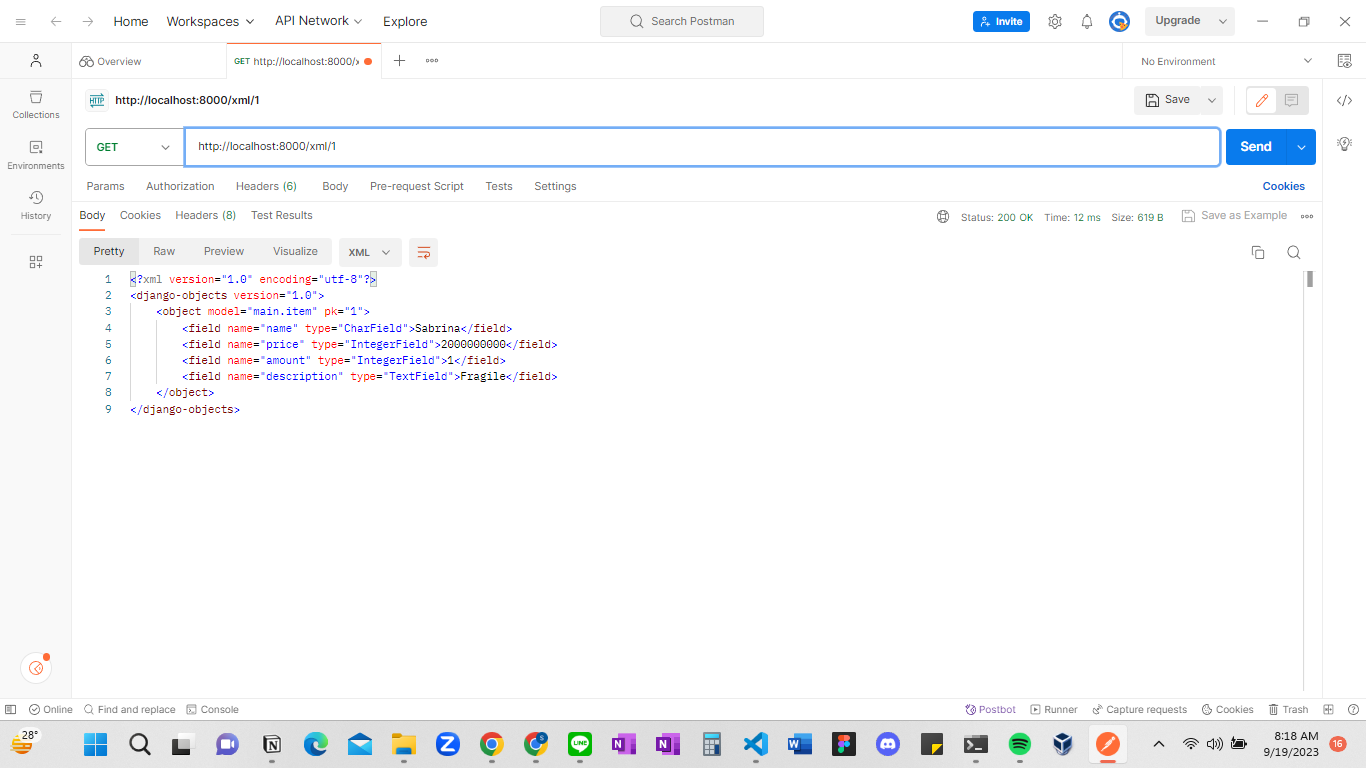 Home Workspaces API Network Explore Search Postman Invite Upgrade
Overview GET http://localhost:8000/x No Environment
HTTP http://localhost:8000/xml/1 Save
Collections
GET http://localhost:8000/xml/1 Send
Environments
Params Authorization Headers (6) Body Pre-request Script Tests Settings Cookies
History
Body Cookies Headers (8) Test Results Status: 200 OK Time: 12 ms Size: 619 B Save as Example
Pretty Raw Preview Visualize XML
1 <?xml version="1.0" encoding="utf-8"?>
2 <django-objects version="1.0">
3 <object model="main.item" pk="1">
4 <field name="name" type="CharField">Sabrina</field>
5 <field name="price" type="IntegerField">2000000000</field>
6 <field name="amount" type="IntegerField">1</field>
7 <field name="description" type="TextField">Fragile</field>
8 </object>
9 </django-objects>
Online Find and replace Console Postbot Runner Capture requests Cookies Trash
28° 8:18 AM
9/19/2023 16